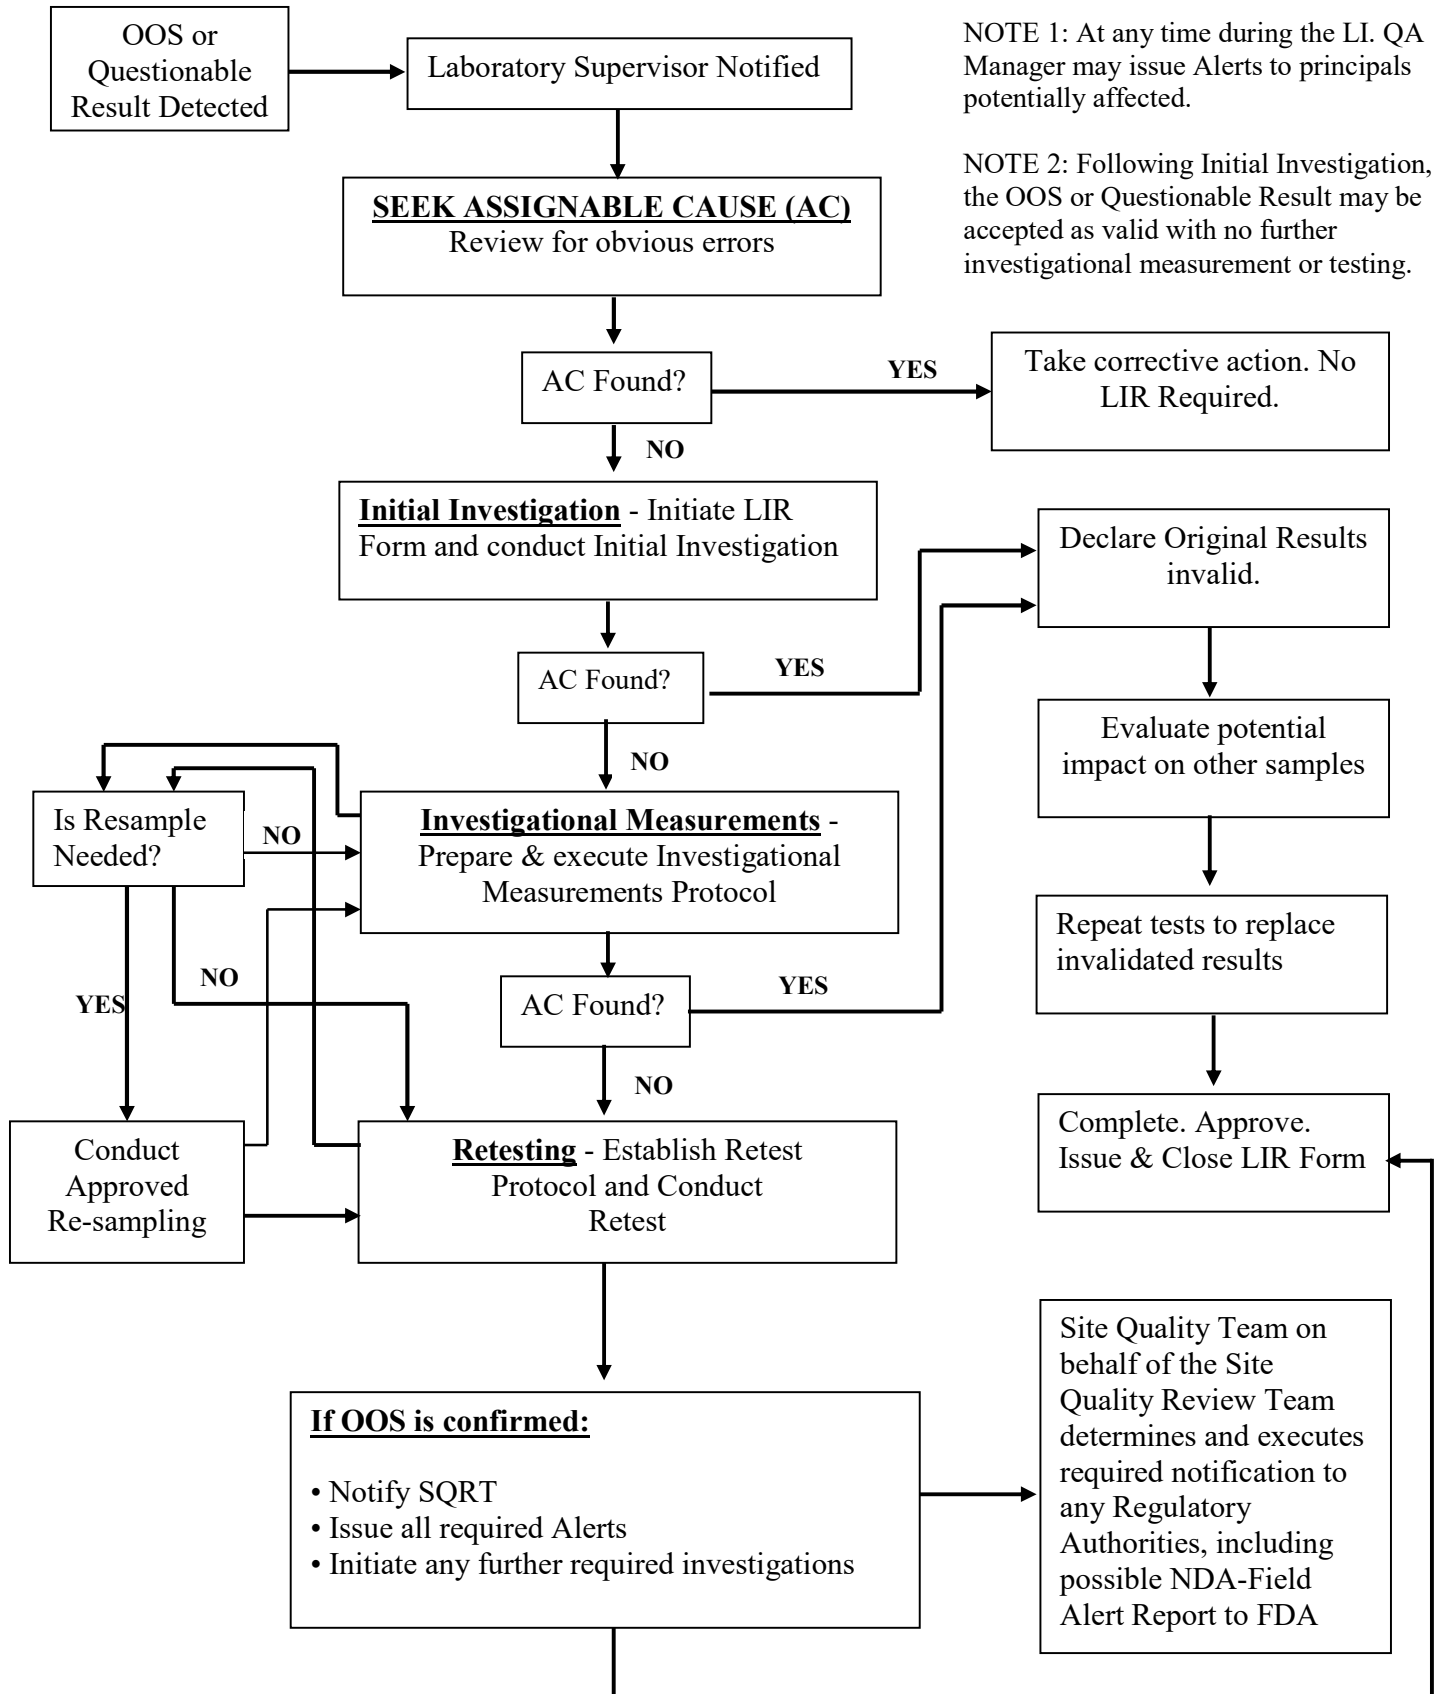 OOS or
Questionable
Result Detected
Laboratory Supervisor Notified
NOTE 1: At any time during the LI. QA
Manager may issue Alerts to principals
potentially affected.
NOTE 2: Following Initial Investigation,
the OOS or Questionable Result may be
accepted as valid with no further
investigational measurement or testing.
SEEK ASSIGNABLE CAUSE (AC)
Review for obvious errors
AC Found?
YES
Take corrective action. No
LIR Required.
NO
Initial Investigation - Initiate LIR
Form and conduct Initial Investigation
Declare Original Results
invalid.
AC Found?
YES
NO
Evaluate potential
impact on other samples
Is Resample
Needed?
NO
Investigational Measurements -
Prepare & execute Investigational
Measurements Protocol
Repeat tests to replace
invalidated results
NO
YES
AC Found?
YES
NO
Conduct
Approved
Re-sampling
Retesting - Establish Retest
Protocol and Conduct
Retest
Complete. Approve.
Issue & Close LIR Form
If OOS is confirmed:
• Notify SQRT
• Issue all required Alerts
• Initiate any further required investigations
Site Quality Team on
behalf of the Site
Quality Review Team
determines and executes
required notification to
any Regulatory
Authorities, including
possible NDA-Field
Alert Report to FDA